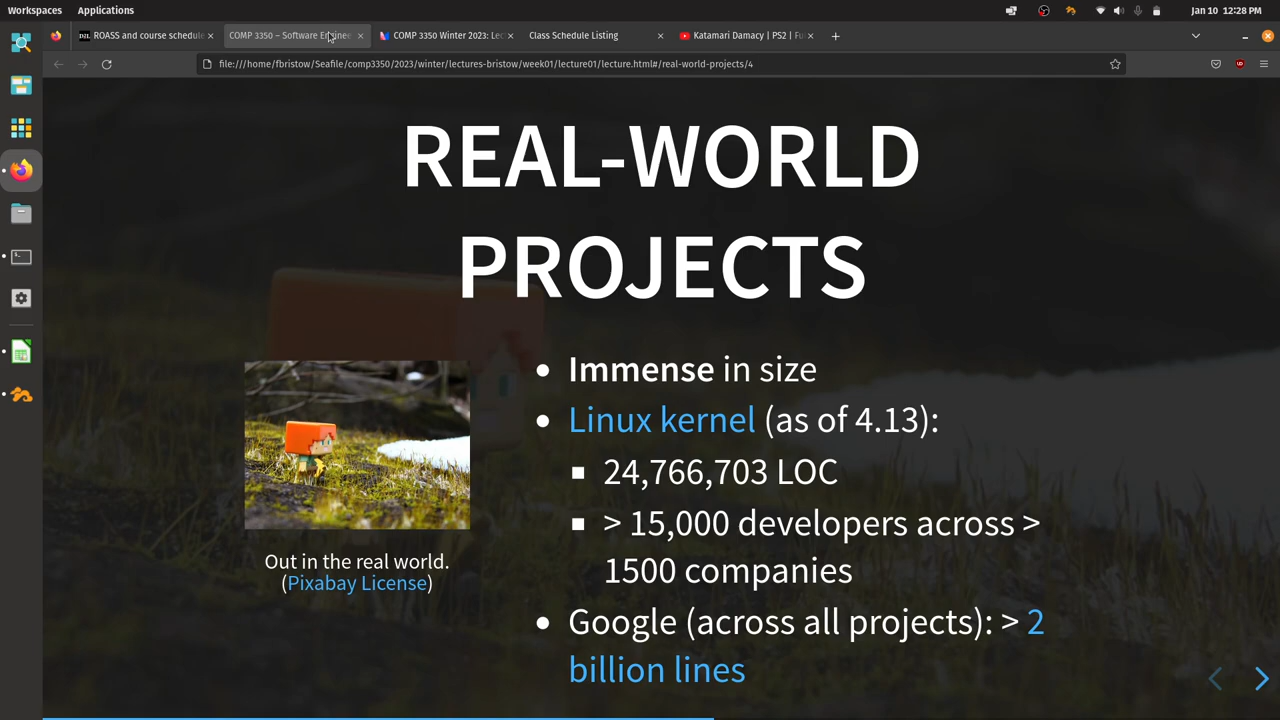 Workspaces Applications Jan 10 12:28 PM
DIL ROASS and course schedule COMP 3350 – Software Enginee COMP 3350 Winter 2023: Lec Class Schedule Listing Katamari Damacy | PS2 | Fu
file:///home/fbristow/Seafile/comp3350/2023/winter/lectures-bristow/week01/lecture01/lecture.html#/real-world-projects/4
REAL-WORLD
PROJECTS
• Immense in size
• Linux kernel (as of 4.13):
▪ 24,766,703 LOC
▪ > 15,000 developers across >
1500 companies
• Google (across all projects): > 2
billion lines
Out in the real world.
(Pixabay License)